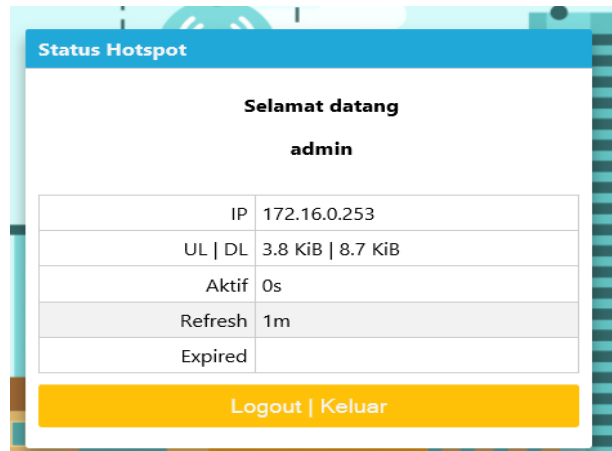 Status Hotspot
Selamat datang
admin
IP 172.16.0.253
UL | DL 3.8 KiB | 8.7 KiB
Aktif 0s
Refresh 1m
Expired
Logout | Keluar